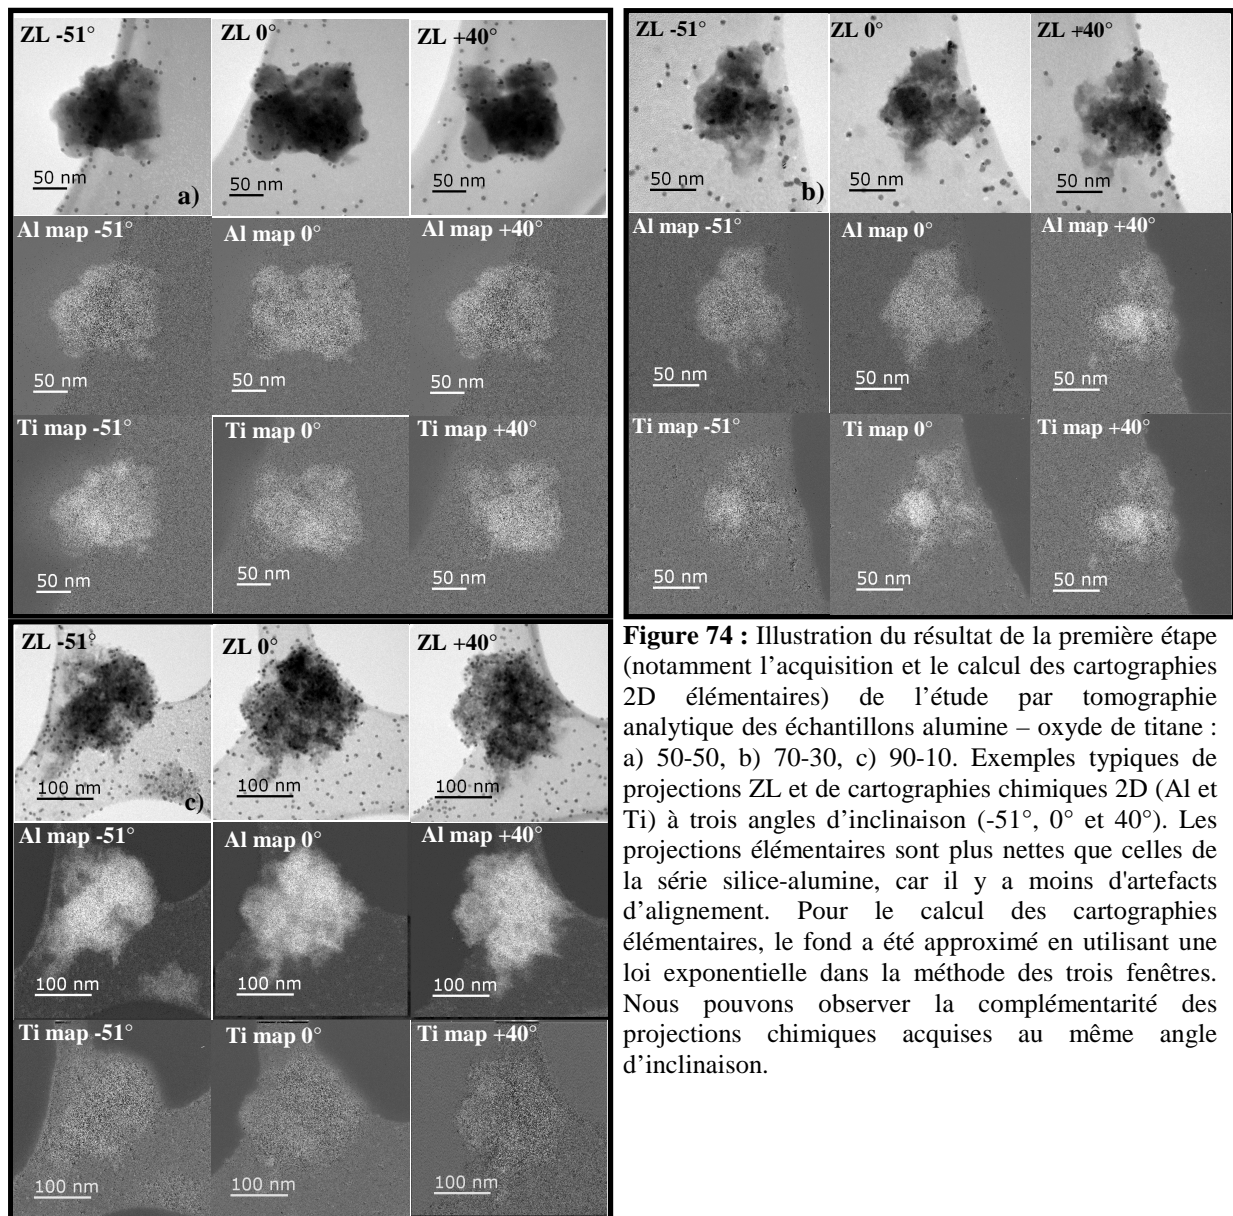 ZL -51°
ZL 0°
ZL +40°
50 nm
a)
50 nm
50 nm
Al map -51°
Al map 0°
Al map +40°
50 nm
50 nm
50 nm
Ti map -51°
Ti map 0°
Ti map +40°
50 nm
50 nm
50 nm
ZL -51°
ZL 0°
ZL +40°
50 nm
b)
50 nm
50 nm
Al map -51°
Al map 0°
Al map +40°
50 nm
50 nm
50 nm
Ti map -51°
Ti map 0°
Ti map +40°
50 nm
50 nm
50 nm
ZL -51°
ZL 0°
ZL +40°
100 nm
c)
100 nm
100 nm
Al map -51°
Al map 0°
Al map +40°
100 nm
100 nm
100 nm
Ti map -51°
Ti map 0°
Ti map +40°
100 nm
100 nm
100 nm
Figure 74 : Illustration du résultat de la première étape
(notamment l’acquisition et le calcul des cartographies
2D élémentaires) de l’étude par tomographie
analytique des échantillons alumine – oxyde de titane :
a) 50-50, b) 70-30, c) 90-10. Exemples typiques de
projections ZL et de cartographies chimiques 2D (Al et
Ti) à trois angles d’inclinaison (-51°, 0° et 40°). Les
projections élémentaires sont plus nettes que celles de
la série silice-alumine, car il y a moins d'artefacts
d’alignement. Pour le calcul des cartographies
élémentaires, le fond a été approximé en utilisant une
loi exponentielle dans la méthode des trois fenêtres.
Nous pouvons observer la complémentarité des
projections chimiques acquises au même angle
d’inclinaison.